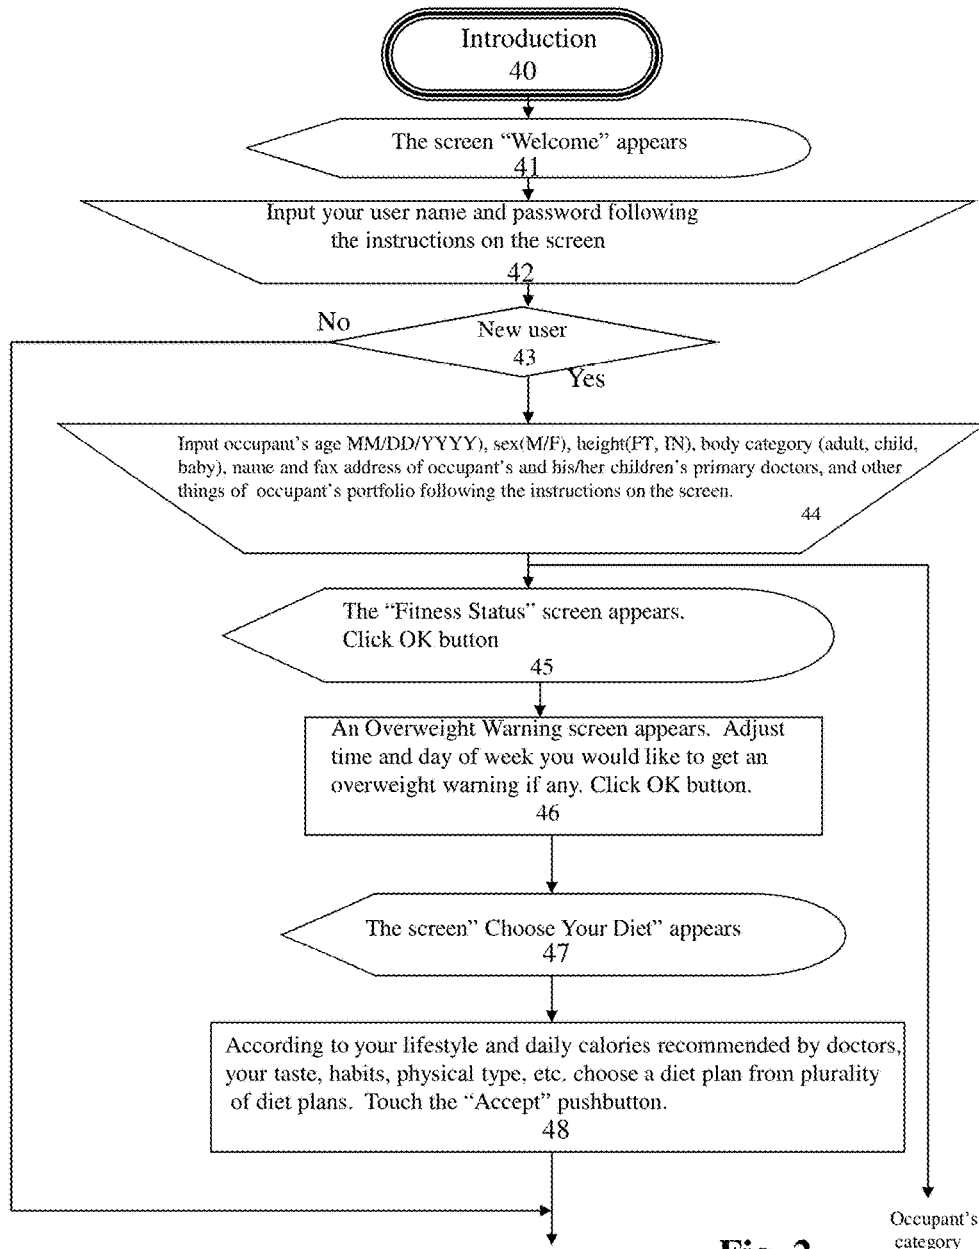 Introduction
40
The screen “Welcome” appears
41
Input your user name and password following
the instructions on the screen
42
No
New user
43
Yes
Input occupant's age MM/DD/YYYY), sex(M/F), height(FT, IN), body category (adult, child,
baby), name and fax address of occupant's and his/her children's primary doctors, and other
things of occupant's portfolio following the instructions on the screen.
44
The “Fitness Status” screen appears.
Click OK button
45
An Overweight Warning screen appears. Adjust
time and day of week you would like to get an
overweight warning if any. Click OK button.
46
The screen” Choose Your Diet” appears
47
According to your lifestyle and daily calories recommended by doctors,
your taste, habits, physical type, etc. choose a diet plan from plurality
of diet plans. Touch the “Accept” pushbutton.
48
Occupant's
category
Fig. 2